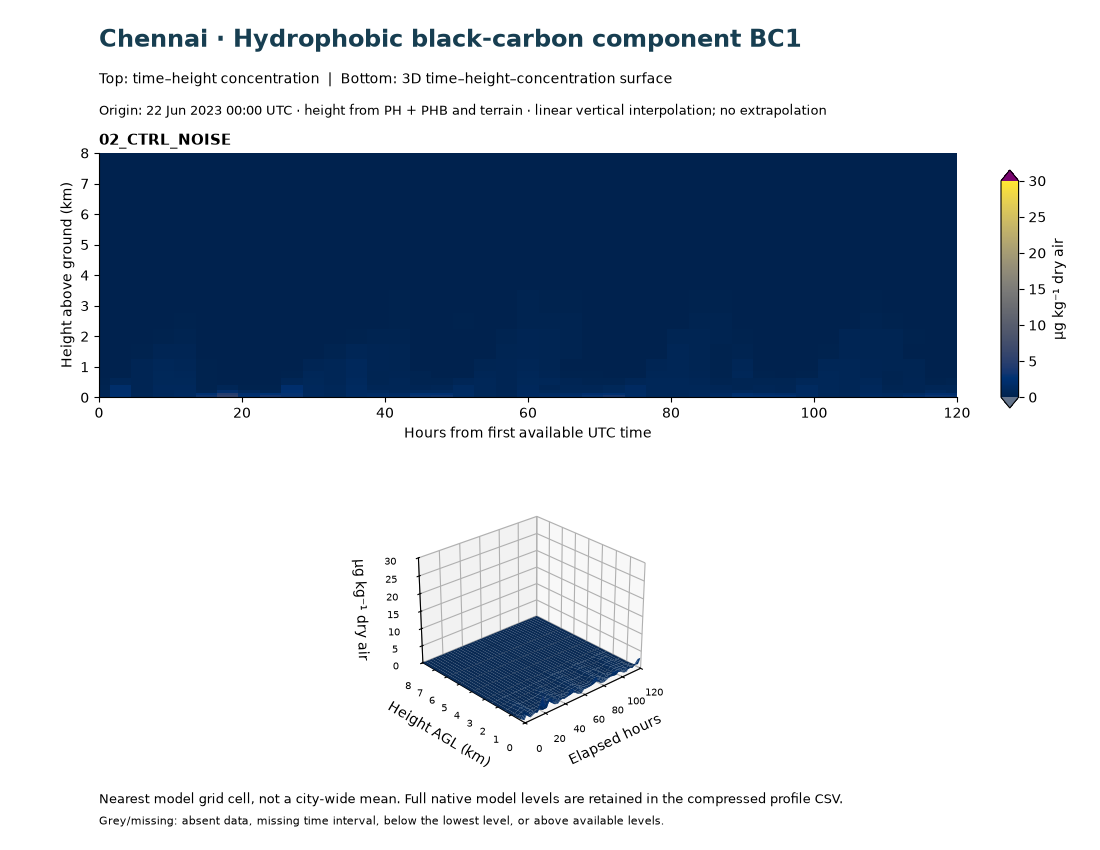 Chennai · Hydrophobic black-carbon component BC1
Top: time–height concentration | Bottom: 3D time–height–concentration surface
Origin: 22 Jun 2023 00:00 UTC · height from PH + PHB and terrain · linear vertical interpolation; no extrapolation
02_CTRL_NOISE
8
7
6
5
4
3
2
1
0
Height above ground (km)
0 20 40 60 80 100 120
Hours from first available UTC time
30
25
20
15
10
5
0
µg kg⁻¹ dry air
30
25
20
15
10
5
0
µg kg⁻¹ dry air
8 7 6 5 4 3 2 1 0
Height AGL (km)
0 20 40 60 80 100 120
Elapsed hours
Nearest model grid cell, not a city-wide mean. Full native model levels are retained in the compressed profile CSV.
Grey/missing: absent data, missing time interval, below the lowest level, or above available levels.